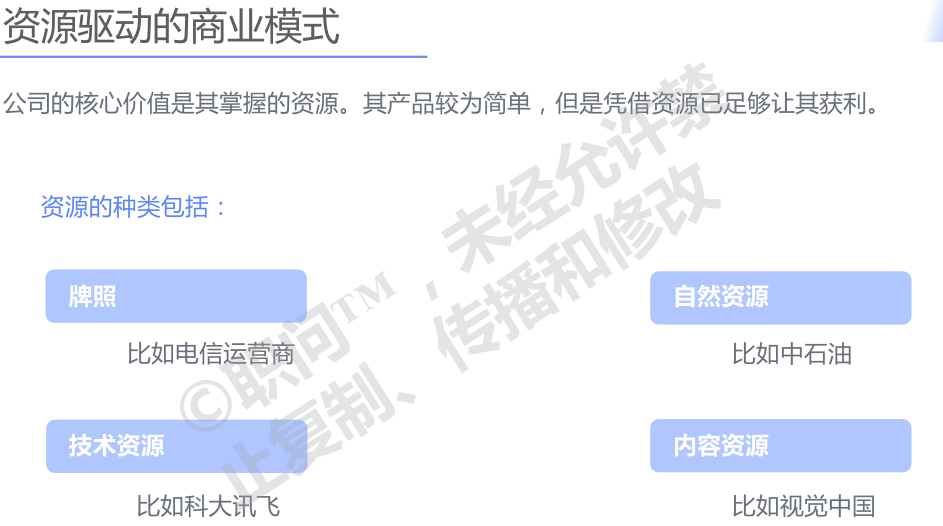 资源驱动的商业模式
公司的核心价值是其掌握的资源。其产品较为简单，但是凭借资源已足够让其获利。
资源的种类包括：
牌照
自然资源
比如电信运营商
比如中石油
技术资源
内容资源
比如科大讯飞
比如视觉中国
©职问™，未经允许禁
止复制、传播和修改